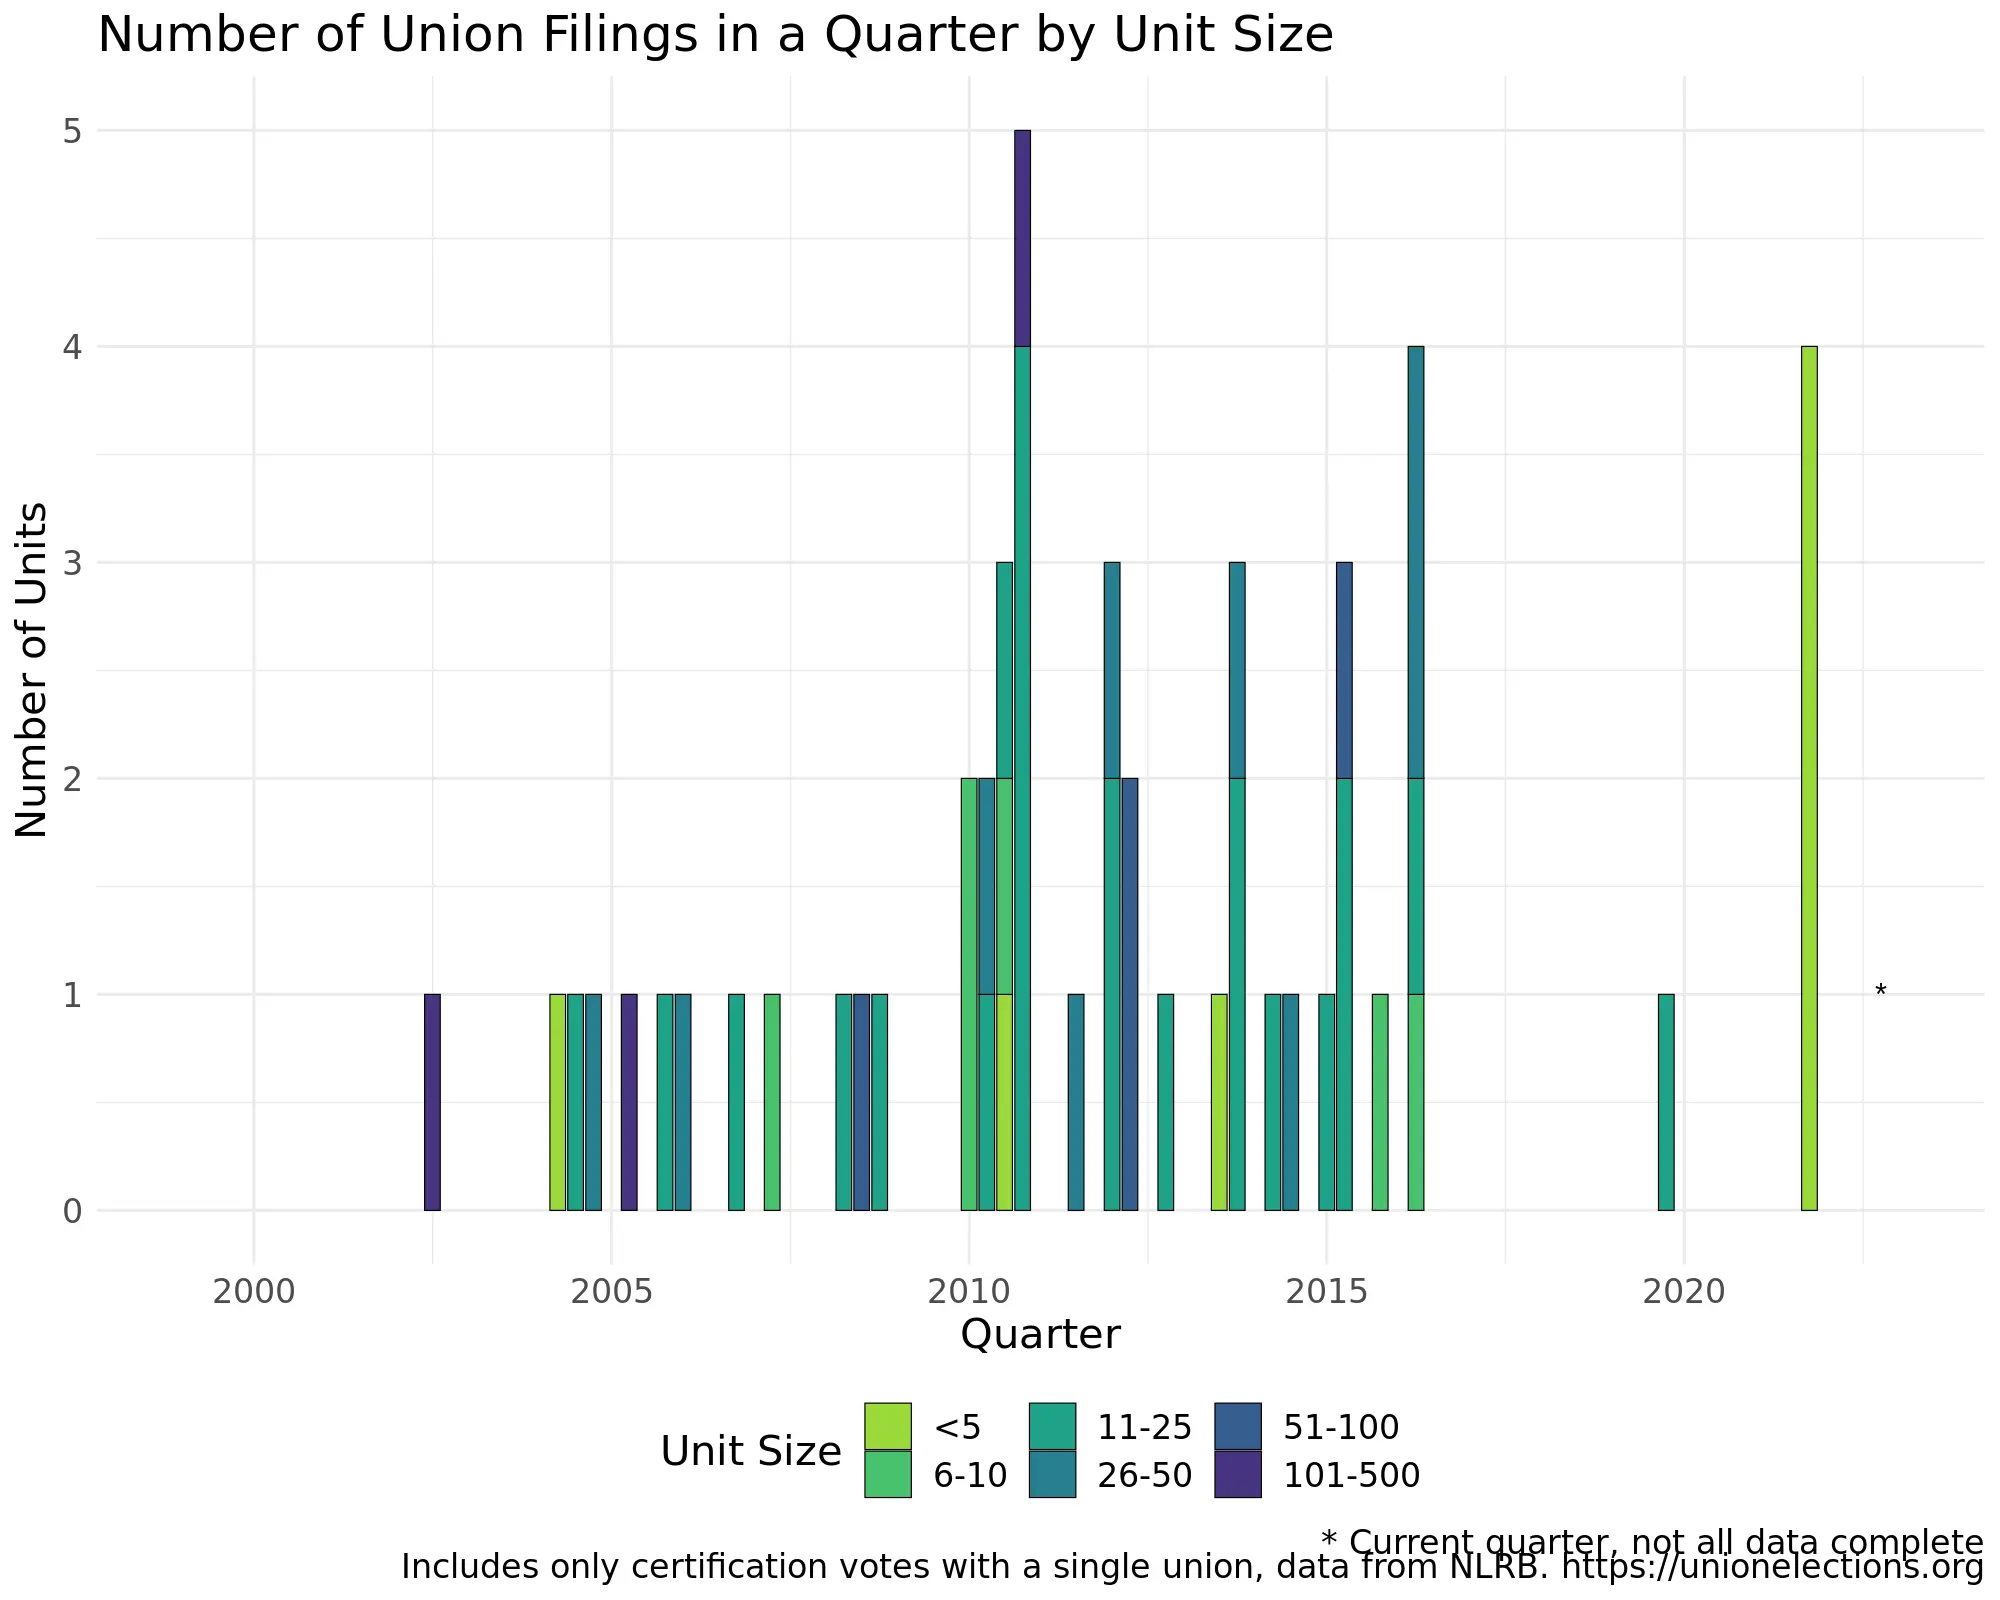 Number of Union Filings in a Quarter by Unit Size
Number of Units
5
4
3
2
1
0
*
2000 2005 2010 2015 2020
Quarter
Unit Size
<5 11-25 51-100
6-10 26-50 101-500
* Current quarter, not all data complete
Includes only certification votes with a single union, data from NLRB. https://unionelections.org